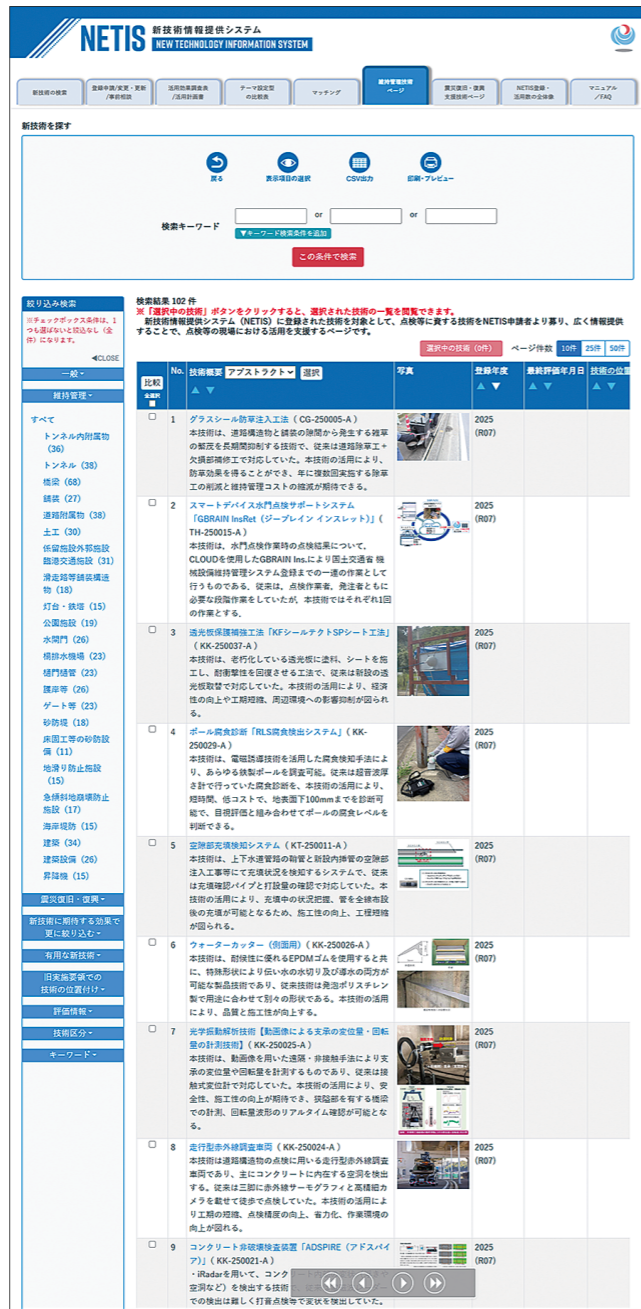 NETIS 新技術情報提供システム
NEW TECHNOLOGY INFORMATION SYSTEM
新技術の検索
登録申請/変更・更新
/事前相談
活用効果調査表
/活用計画書
テーマ設定型
の比較表
マッチング
維持管理技術
ページ
震災復旧・復興
支援技術ページ
NETIS登録・
活用数の全体像
マニュアル
/FAQ
新技術を探す
戻る
表示項目の選択
CSV出力
印刷・プレビュー
検索キーワード
or
or
▼キーワード検索条件を追加
この条件で検索
絞り込み検索
※チェックボックス条件は、1
つも選ばないと絞込なし（全
件）になります。
◀CLOSE
一般
維持管理
すべて
トンネル内附属物
（36）
トンネル（38）
橋梁（68）
舗装（27）
道路附属物（38）
土工（30）
係留施設外郭施設
臨港交通施設（31）
滑走路等舗装構造
物（18）
灯台・鉄塔（15）
公園施設（19）
水閘門（26）
揚排水機場（23）
樋門樋管（23）
護岸等（26）
ゲート等（23）
砂防堤（18）
床固工等の砂防設
備（11）
地滑り防止施設
（15）
急傾斜地崩壊防止
施設（17）
海岸堤防（15）
建築（34）
建築設備（26）
昇降機（15）
震災復旧・復興
新技術に期待する効果で
更に絞り込む
有用な新技術
旧実施要領での
技術の位置付け
評価情報
技術区分
キーワード
検索結果 102 件
※「選択中の技術」ボタンをクリックすると、選択された技術の一覧を閲覧できます。
新技術情報提供システム（NETIS）に登録された技術を対象として、点検等に資する技術をNETIS申請者より募り、広く情報提供
することで、点検等の現場における活用を支援するページです。
選択中の技術（0件）
ページ件数 10件 25件 50件
比較
全選択
No.
技術概要 アブストラクト 選択
写真
登録年度
最終評価年月日
技術の位置
▲ ▼
1
グラスシール防草注入工法（ CG-250005-A ）
本技術は、道路構造物と舗装の隙間から発生する雑草
の繁茂を長期間抑制する技術で、従来は道路除草工＋
欠損部補修工で対応していた。本技術の活用により、
防草効果を得ることができ、年に複数回実施する除草
工の削減と維持管理コストの縮減が期待できる。
2025
(R07)
2
スマートデバイス水門点検サポートシステム
「GBRAIN InsRet（ジーブレイン インスレット）」（
TH-250015-A ）
本技術は、水門点検作業時の点検結果について、
CLOUDを使用したGBRAIN Ins.により国土交通省 機
械設備維持管理システム登録までの一連の作業として
行うものである。従来は、点検作業者、発注者ともに
必要な段階作業をしていたが、本技術ではそれぞれ1回
の作業とする。
2025
(R07)
3
透光板保護補強工法「KFシールテクトSPシート工法」
（ KK-250037-A ）
本技術は、老朽化している透光板に塗料、シートを施
工し、耐衝撃性を回復させる工法で、従来は新設の透
光板取替で対応していた。本技術の活用により、経済
性の向上や工期短縮、周辺環境への影響抑制が図られ
る。
2025
(R07)
4
ポール腐食診断「RLS腐食検出システム」（ KK-
250029-A ）
本技術は、電磁誘導技術を活用した腐食検知手法によ
り、あらゆる鉄製ポールを調査可能。従来は超音波厚
さ計で行っていた腐食診断を、本技術の活用により、
短時間、低コストで、地表面下100mmまでを診断可
能で、目視評価と組み合わせてポールの腐食レベルを
判断できる。
2025
(R07)
5
空隙部充填検知システム（ KT-250011-A ）
本技術は、上下水道管路の鞘管と新設内挿管の空隙部
注入工事等にて充填状況を検知するシステムで、従来
は充填確認パイプと打設量の確認で対応していた。本
技術の活用により、充填中の状況把握、管を全線布設
後の充填が可能となるため、施工性の向上、工程短縮
が図られる。
2025
(R07)
6
ウォーターカッター（側面用）（ KK-250026-A ）
本技術は、耐候性に優れるEPDMゴムを使用すると共
に、特殊形状により伝い水の水切り及び導水の両方が
可能な製品技術であり、従来技術は発泡ポリスチレン
製で用途に合わせて別々の形状である。本技術の活用
により、品質と施工性が向上する。
2025
(R07)
7
光学振動解析技術【動画像による支承の変位量・回転
量の計測技術】（ KK-250025-A ）
本技術は、動画像を用いた遠隔・非接触手法により支
承の変位量や回転量を計測するものであり、従来は接
触式変位計で対応していた。本技術の活用により、安
全性、施工性の向上が期待でき、狭隘部を有する橋梁
での計測、回転量波形のリアルタイム確認が可能とな
る。
2025
(R07)
8
走行型赤外線調査車両（ KK-250024-A ）
本技術は道路構造物の点検に用いる走行型赤外線調査
車両であり、主にコンクリートに内在する空洞を検出
する。従来は三脚に赤外線サーモグラフィと高精細カ
メラを載せて徒歩で点検していた。本技術の活用によ
り工期の短縮、点検精度の向上、省力化、作業環境の
向上が図れる。
2025
(R07)
9
コンクリート非破壊検査装置「ADSPIRE（アドスパイ
ア）」（ KK-250021-A ）
・iRadarを用いて、コンク
空洞など）を検出する技術
での検出は難しく打音点検等で変状を検出していた。
2025
(R07)